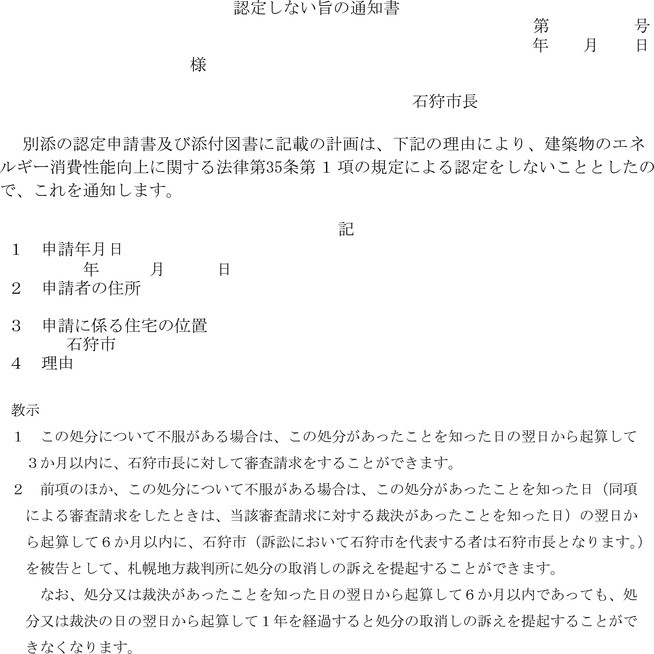 認定しない旨の通知書
第　　　　　号
年　　月　　日
様
石狩市長
別添の認定申請書及び添付図書に記載の計画は、下記の理由により、建築物のエネ
ルギー消費性能向上に関する法律第35条第１項の規定による認定をしないこととしたの
で、これを通知します。
記
１　申請年月日
年　　　月　　　日
２　申請者の住所
３　申請に係る住宅の位置
石狩市
４　理由
教示
１　この処分について不服がある場合は、この処分があったことを知った日の翌日から起算して
３か月以内に、石狩市長に対して審査請求をすることができます。
２　前項のほか、この処分について不服がある場合は、この処分があったことを知った日（同項
による審査請求をしたときは、当該審査請求に対する裁決があったことを知った日）の翌日か
ら起算して６か月以内に、石狩市（訴訟において石狩市を代表する者は石狩市長となります。）
を被告として、札幌地方裁判所に処分の取消しの訴えを提起することができます。
なお、処分又は裁決があったことを知った日の翌日から起算して６か月以内であっても、処
分又は裁決の日の翌日から起算して１年を経過すると処分の取消しの訴えを提起することがで
きなくなります。